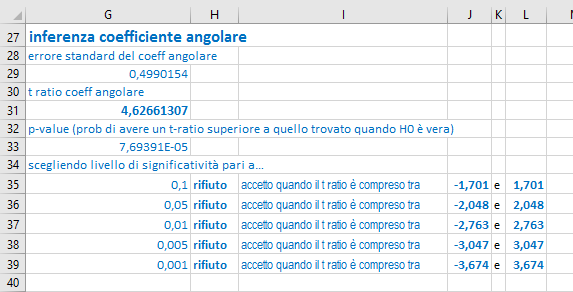 G H I J K L
27 inferenza coefficiente angolare
28 errore standard del coeff angolare
29 0,4990154
30 t ratio coeff angolare
31 4,62661307
32 p-value (prob di avere un t-ratio superiore a quello trovato quando H0 è vera)
33 7,69391E-05
34 scegliendo livello di significatività pari a...
35 0,1 rifiuto accetto quando il t ratio è compreso tra -1,701 e 1,701
36 0,05 rifiuto accetto quando il t ratio è compreso tra -2,048 e 2,048
37 0,01 rifiuto accetto quando il t ratio è compreso tra -2,763 e 2,763
38 0,005 rifiuto accetto quando il t ratio è compreso tra -3,047 e 3,047
39 0,001 rifiuto accetto quando il t ratio è compreso tra -3,674 e 3,674
40